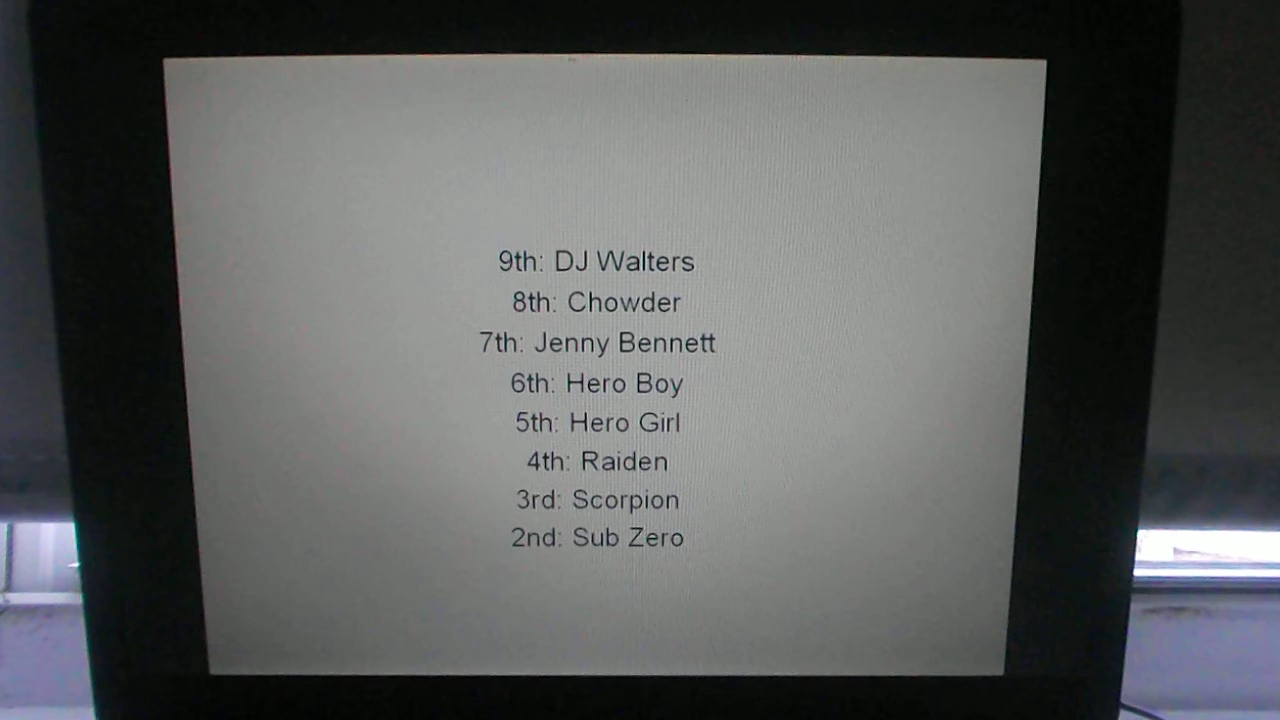 9th: DJ Walters
8th: Chowder
7th: Jenny Bennett
6th: Hero Boy
5th: Hero Girl
4th: Raiden
3rd: Scorpion
2nd: Sub Zero